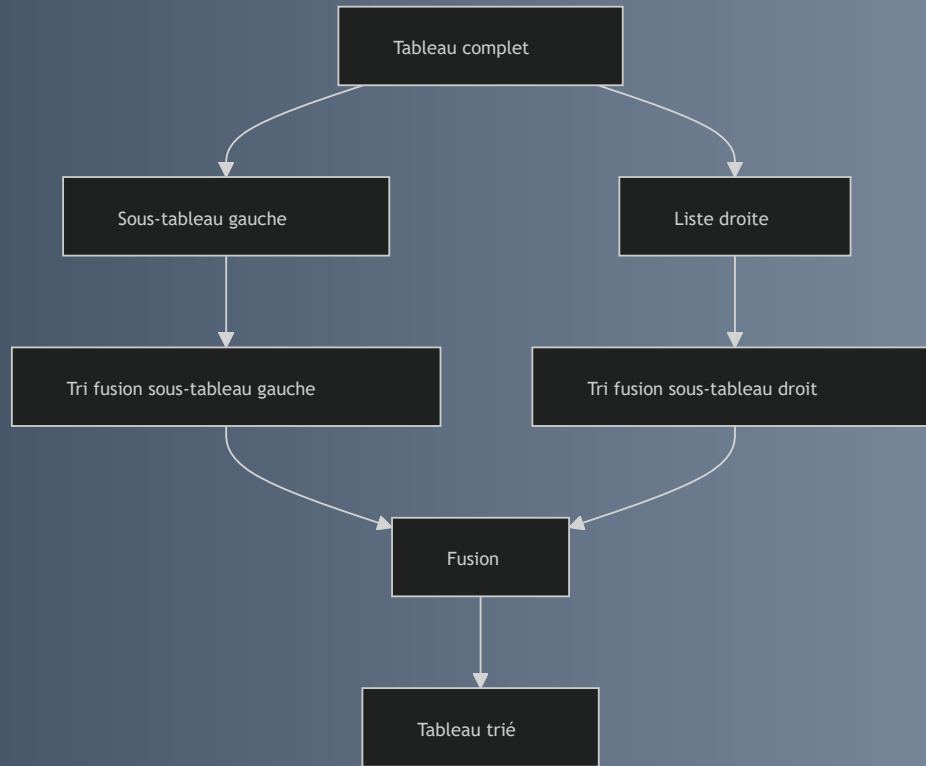 Tableau complet
Sous-tableau gauche
Liste droite
Tri fusion sous-tableau gauche
Tri fusion sous-tableau droit
Fusion
Tableau trié